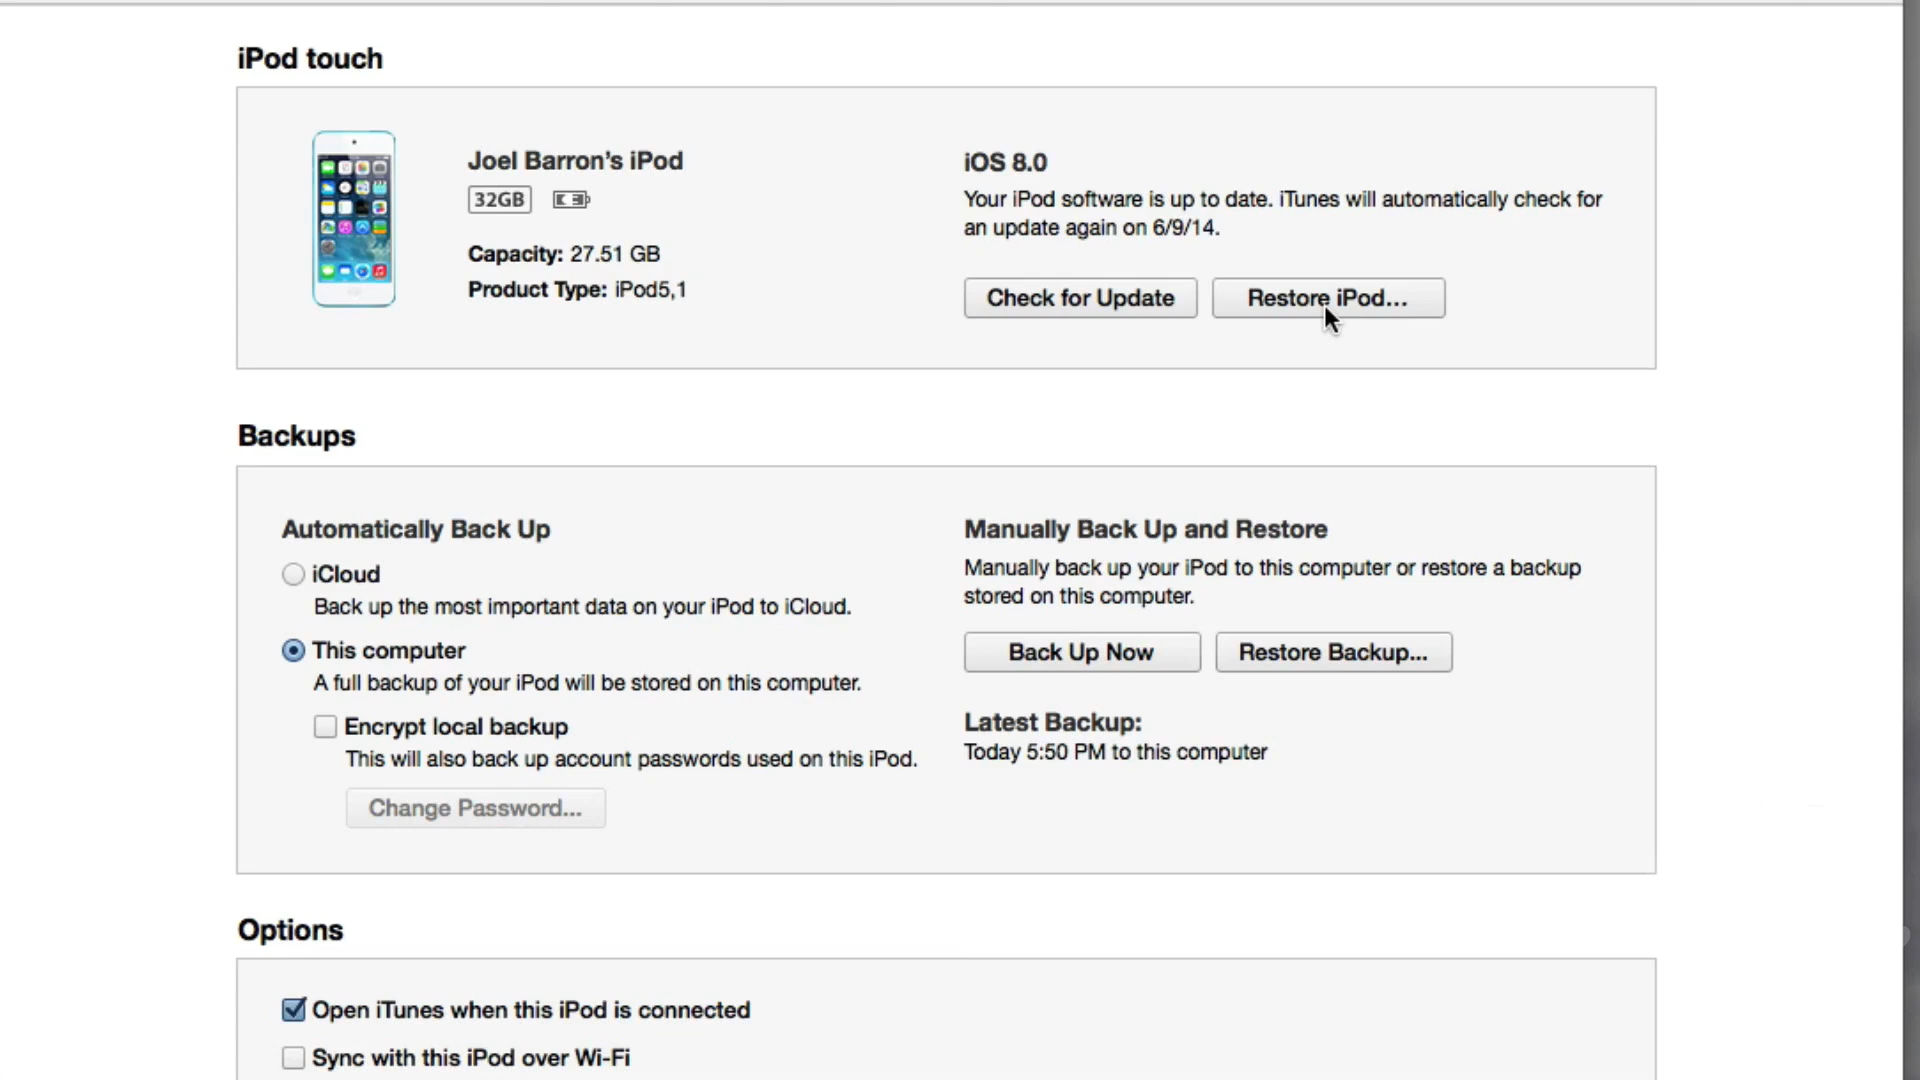 iPod touch
Joel Barron's iPod
32GB
Capacity: 27.51 GB
Product Type: iPod5,1
iOS 8.0
Your iPod software is up to date. iTunes will automatically check for
an update again on 6/9/14.
Check for Update
Restore iPod...
Backups
Automatically Back Up
iCloud
Back up the most important data on your iPod to iCloud.
This computer
A full backup of your iPod will be stored on this computer.
Encrypt local backup
This will also back up account passwords used on this iPod.
Change Password...
Manually Back Up and Restore
Manually back up your iPod to this computer or restore a backup
stored on this computer.
Back Up Now
Restore Backup...
Latest Backup:
Today 5:50 PM to this computer
Options
Open iTunes when this iPod is connected
Sync with this iPod over Wi-Fi